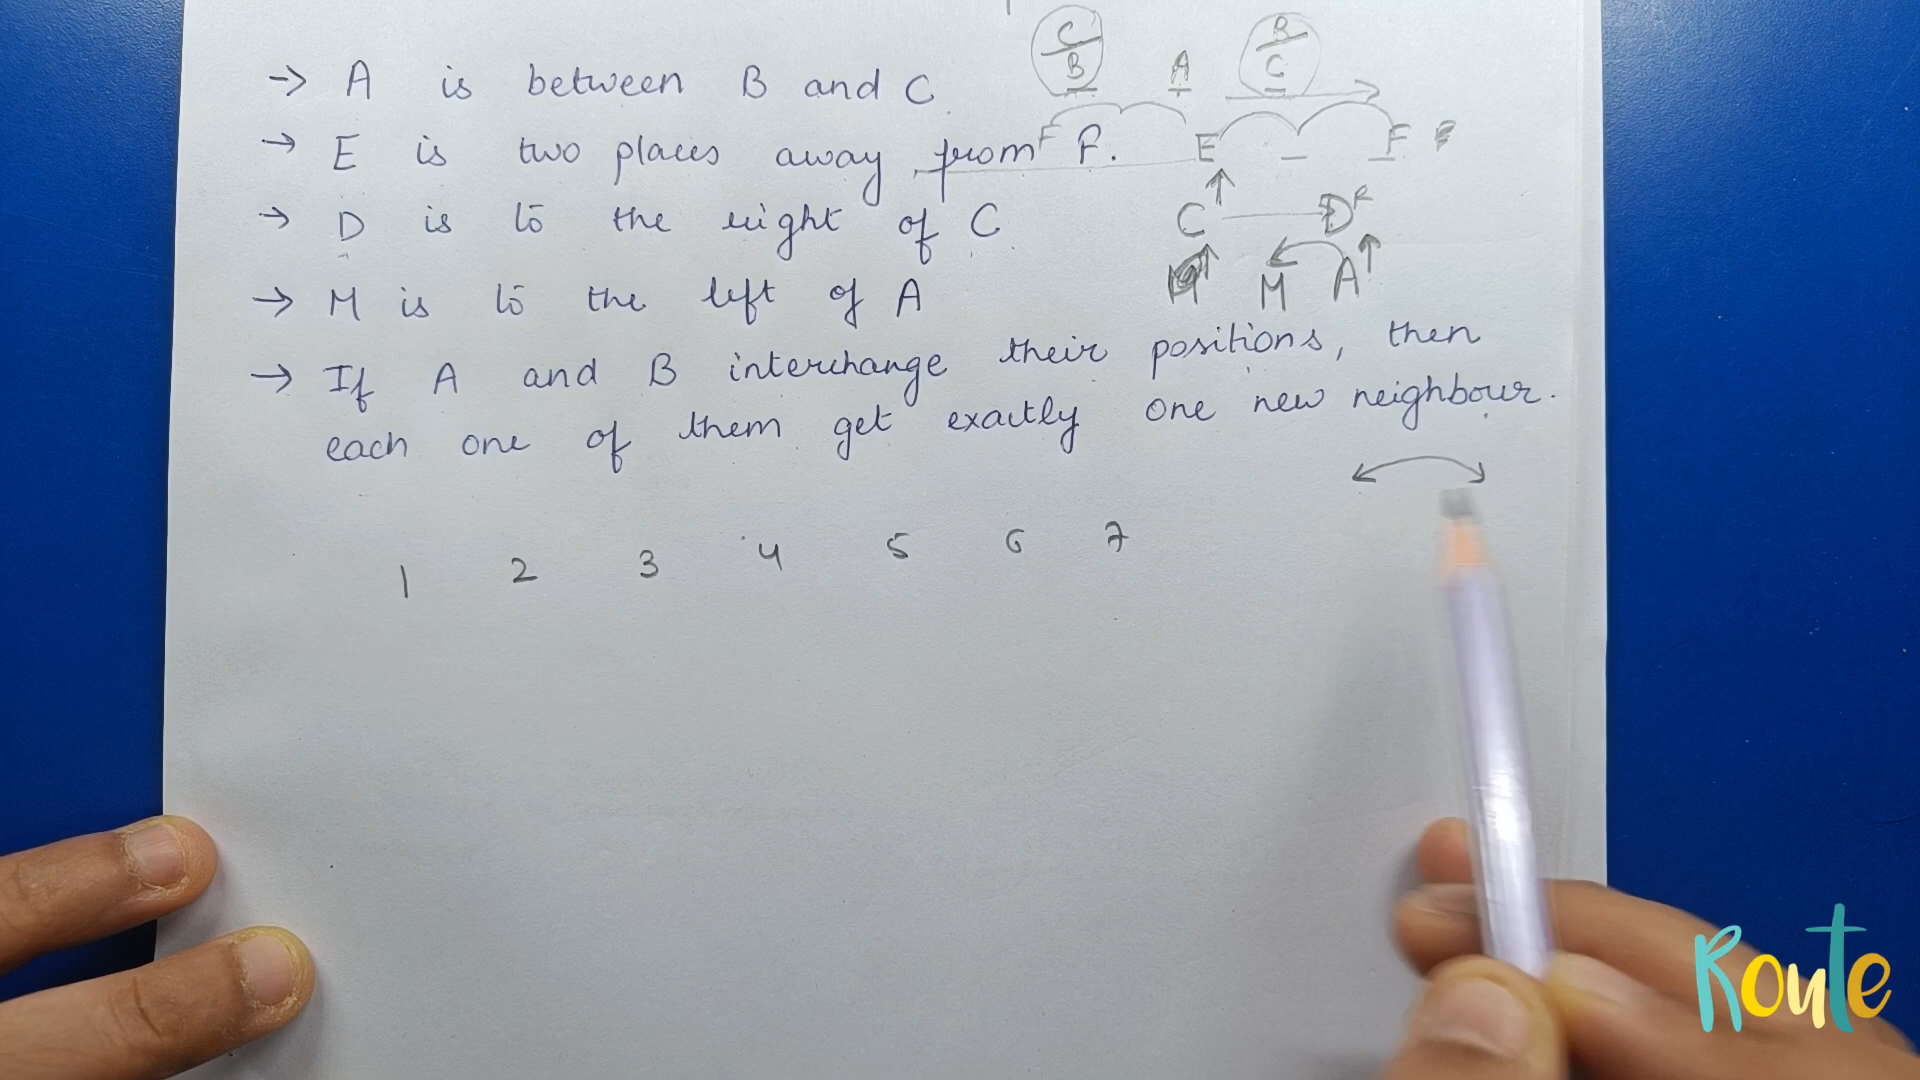 C
B
A
B
C
→ A is between B and C
→ E is two places away from F.
F E _ F
→ D is to the right of C
C D R
→ M is to the left of A
M A
→ If A and B interchange their positions, then
each one of them get exactly one new neighbour.
1 2 3 4 5 6 7
Route